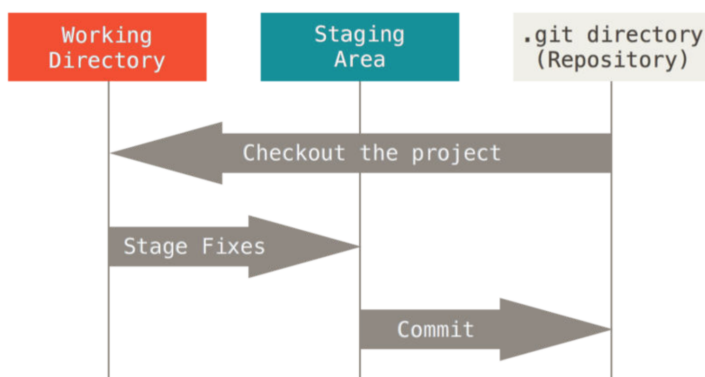 Working
Directory
Staging
Area
.git directory
(Repository)
Checkout the project
Stage Fixes
Commit